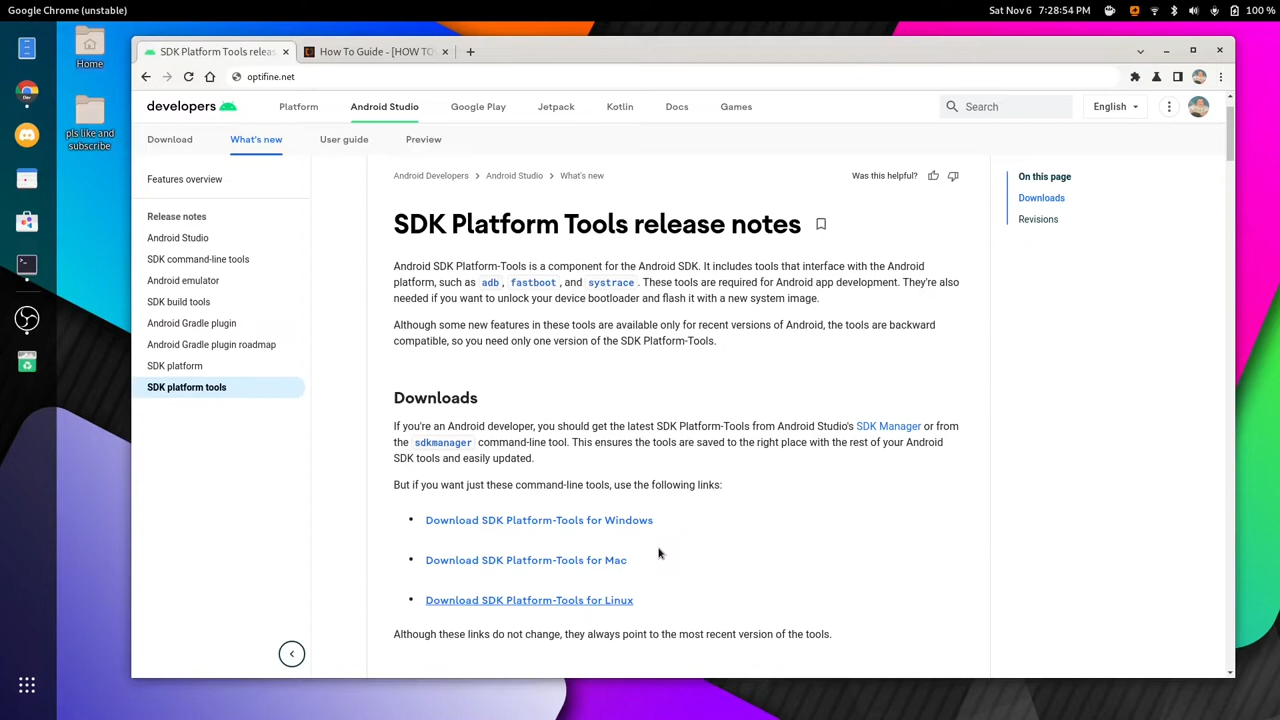 Google Chrome (unstable)
Sat Nov 6 7:28:54 PM
100 %
Home
pls like and
subscribe
SDK Platform Tools releas
How To Guide - [HOW TO
optifine.net
developers
Platform
Android Studio
Google Play
Jetpack
Kotlin
Docs
Games
Search
English
Download
What's new
User guide
Preview
Features overview
Release notes
Android Studio
SDK command-line tools
Android emulator
SDK build tools
Android Gradle plugin
Android Gradle plugin roadmap
SDK platform
SDK platform tools
Android Developers > Android Studio > What's new
Was this helpful?
SDK Platform Tools release notes
Android SDK Platform-Tools is a component for the Android SDK. It includes tools that interface with the Android
platform, such as adb, fastboot, and systrace. These tools are required for Android app development. They're also
needed if you want to unlock your device bootloader and flash it with a new system image.
Although some new features in these tools are available only for recent versions of Android, the tools are backward
compatible, so you need only one version of the SDK Platform-Tools.
Downloads
If you're an Android developer, you should get the latest SDK Platform-Tools from Android Studio's SDK Manager or from
the sdkmanager command-line tool. This ensures the tools are saved to the right place with the rest of your Android
SDK tools and easily updated.
But if you want just these command-line tools, use the following links:
• Download SDK Platform-Tools for Windows
• Download SDK Platform-Tools for Mac
• Download SDK Platform-Tools for Linux
Although these links do not change, they always point to the most recent version of the tools.
On this page
Downloads
Revisions